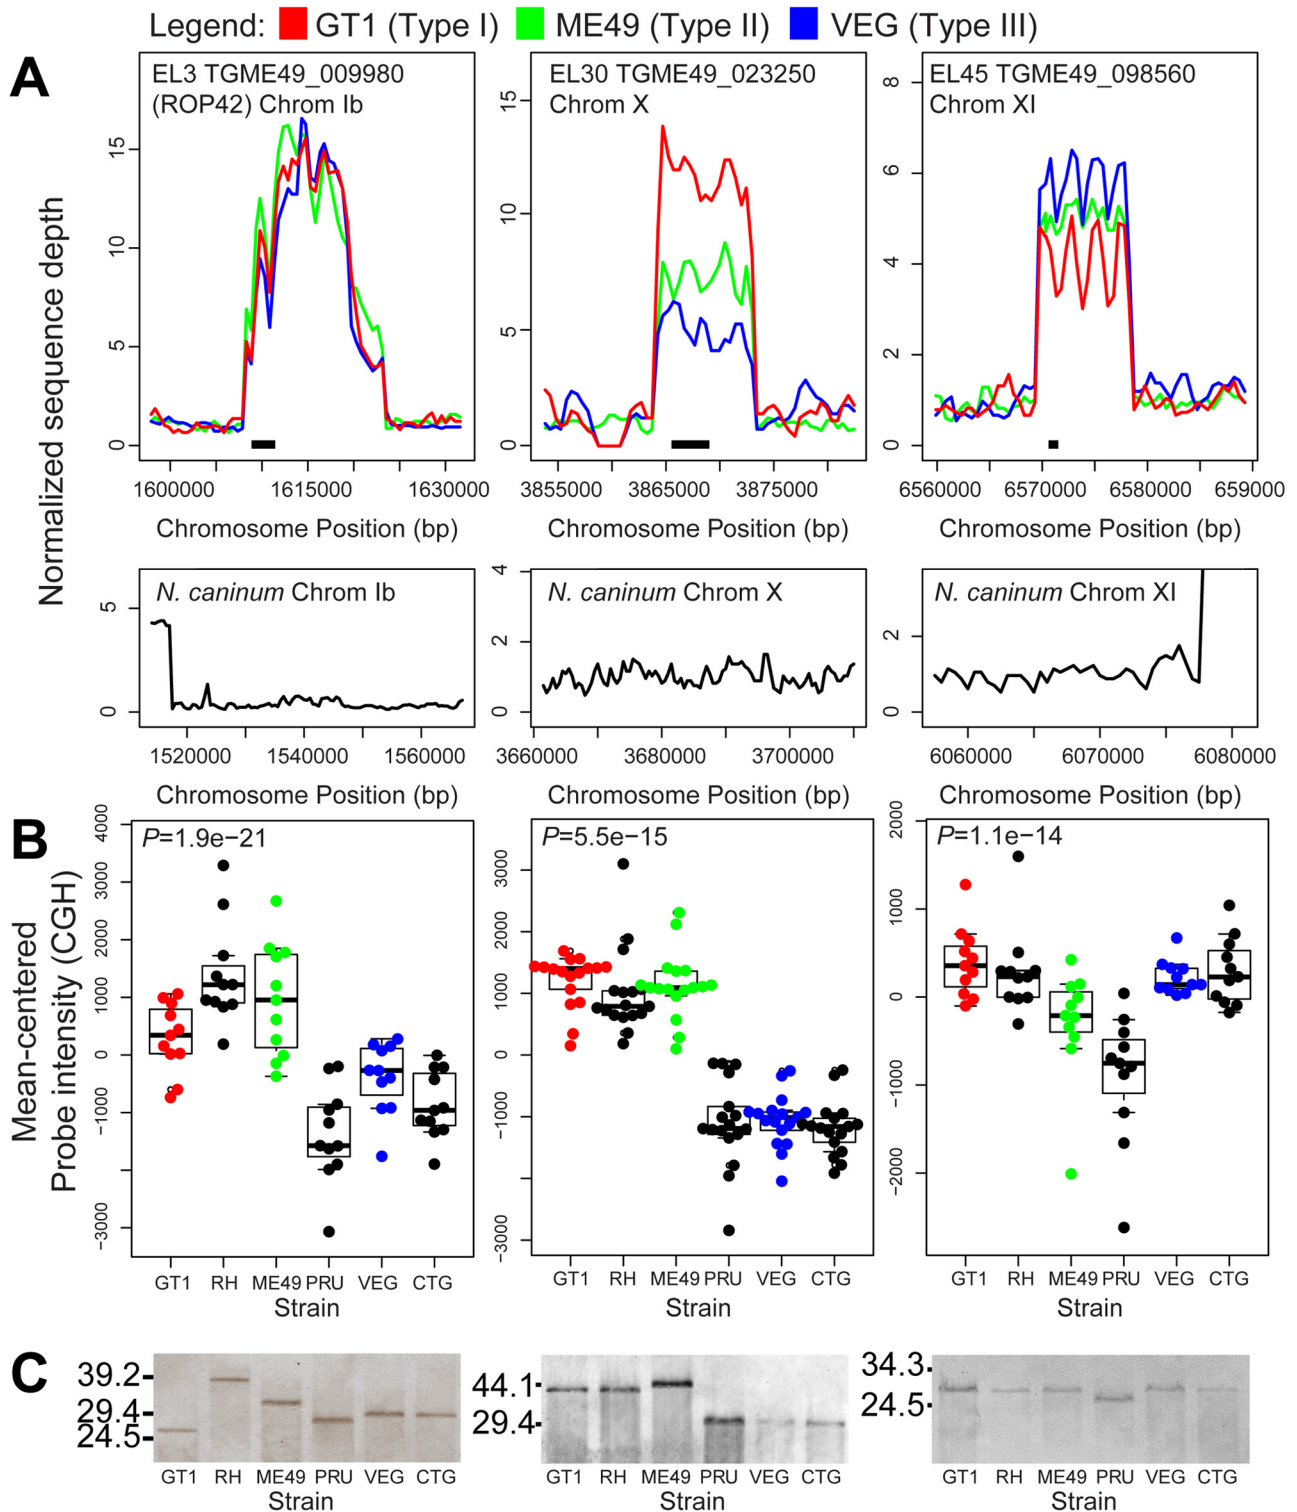 Legend: GT1 (Type I) ME49 (Type II) VEG (Type III)
A
Normalized sequence depth
EL3 TGME49_009980
(ROP42) Chrom Ib
15
10
5
0
1600000 1615000 1630000
Chromosome Position (bp)
EL30 TGME49_023250
Chrom X
15
10
5
0
3855000 3865000 3875000
Chromosome Position (bp)
EL45 TGME49_098560
Chrom XI
8
6
4
2
0
6560000 6570000 6580000 659000
Chromosome Position (bp)
N. caninum Chrom Ib
5
0
1520000 1540000 1560000
Chromosome Position (bp)
N. caninum Chrom X
4
2
0
3660000 3680000 3700000
Chromosome Position (bp)
N. caninum Chrom XI
2
0
6060000 6070000 6080000
Chromosome Position (bp)
B
Mean-centered
Probe intensity (CGH)
P=1.9e−21
4000
3000
2000
1000
0
−1000
−3000
GT1 RH ME49 PRU VEG CTG
Strain
P=5.5e−15
3000
2000
1000
0
−1000
−3000
GT1 RH ME49 PRU VEG CTG
Strain
P=1.1e−14
2000
1000
0
−1000
−2000
GT1 RH ME49 PRU VEG CTG
Strain
C
39.2
29.4
24.5
GT1 RH ME49 PRU VEG CTG
Strain
44.1
29.4
GT1 RH ME49 PRU VEG CTG
Strain
34.3
24.5
GT1 RH ME49 PRU VEG CTG
Strain